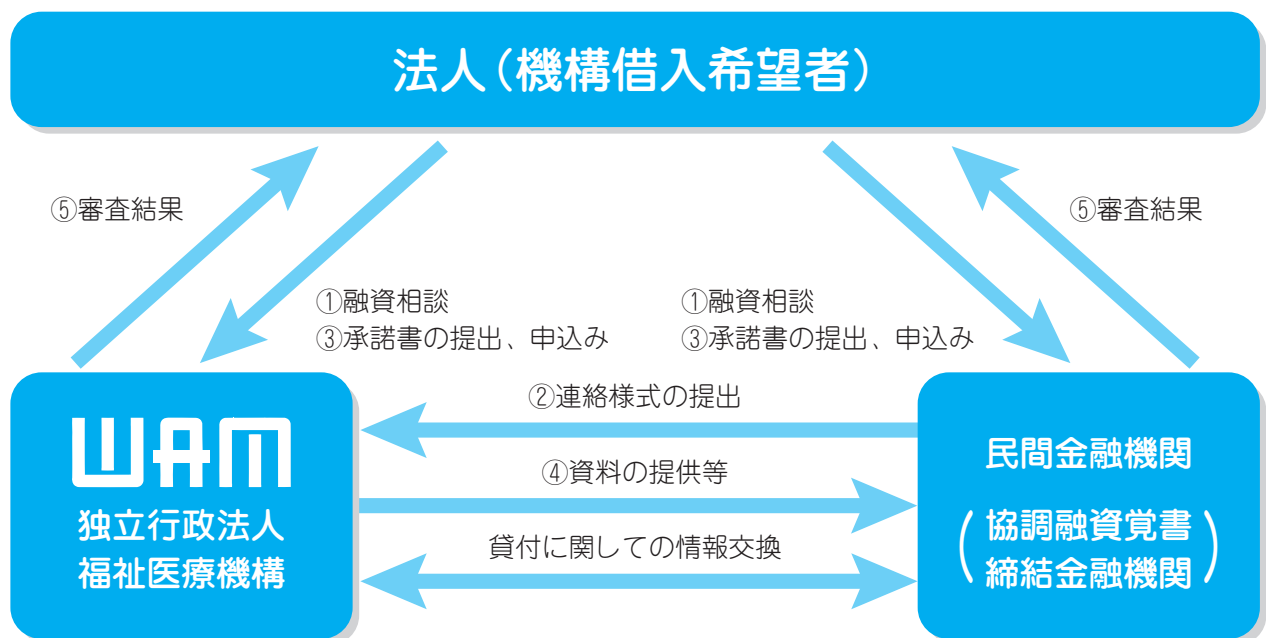 法人（機構借入希望者）
⑤審査結果
⑤審査結果
①融資相談
③承諾書の提出、申込み
①融資相談
③承諾書の提出、申込み
②連絡様式の提出
④資料の提供等
貸付に関しての情報交換
WAM
独立行政法人
福祉医療機構
民間金融機関
（協調融資覚書
締結金融機関）